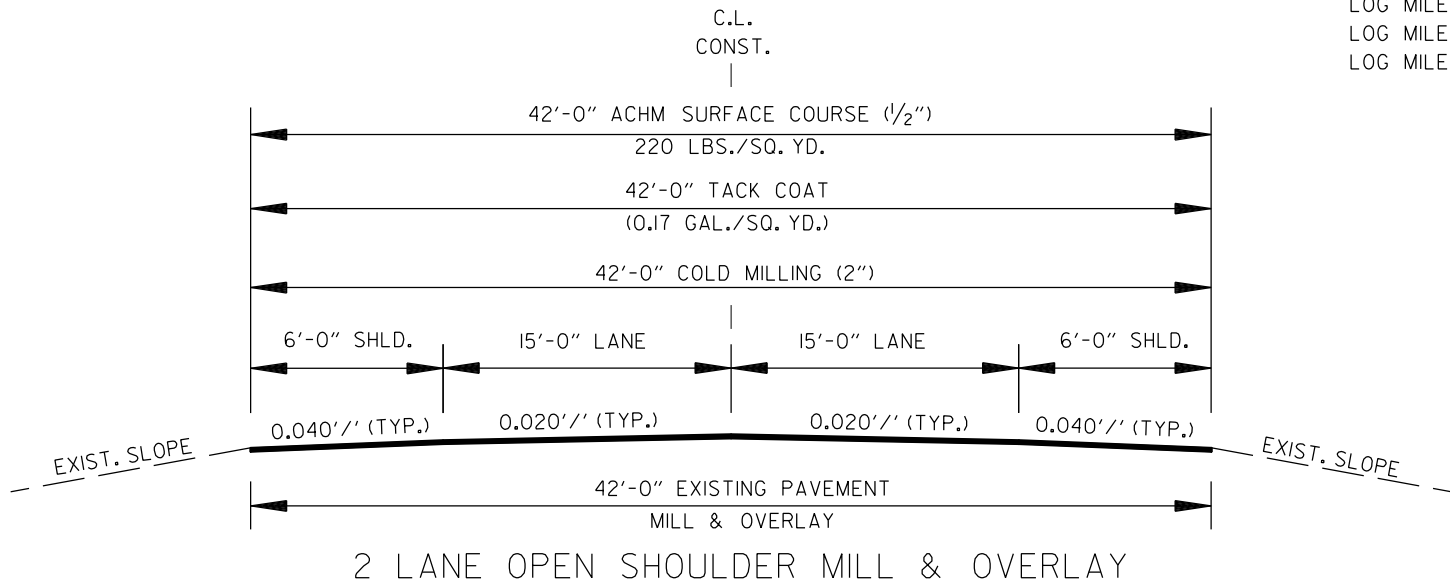 LOG MILE
LOG MILE
LOG MILE
C.L.
CONST.
42'-0" ACHM SURFACE COURSE (1/2")
220 LBS./SQ. YD.
42'-0" TACK COAT
(0.17 GAL./SQ. YD.)
42'-0" COLD MILLING (2")
6'-0" SHLD. 15'-0" LANE 15'-0" LANE 6'-0" SHLD.
0.040'/' (TYP.) 0.020'/' (TYP.) 0.020'/' (TYP.) 0.040'/' (TYP.)
EXIST. SLOPE EXIST. SLOPE
42'-0" EXISTING PAVEMENT
MILL & OVERLAY
2 LANE OPEN SHOULDER MILL & OVERLAY